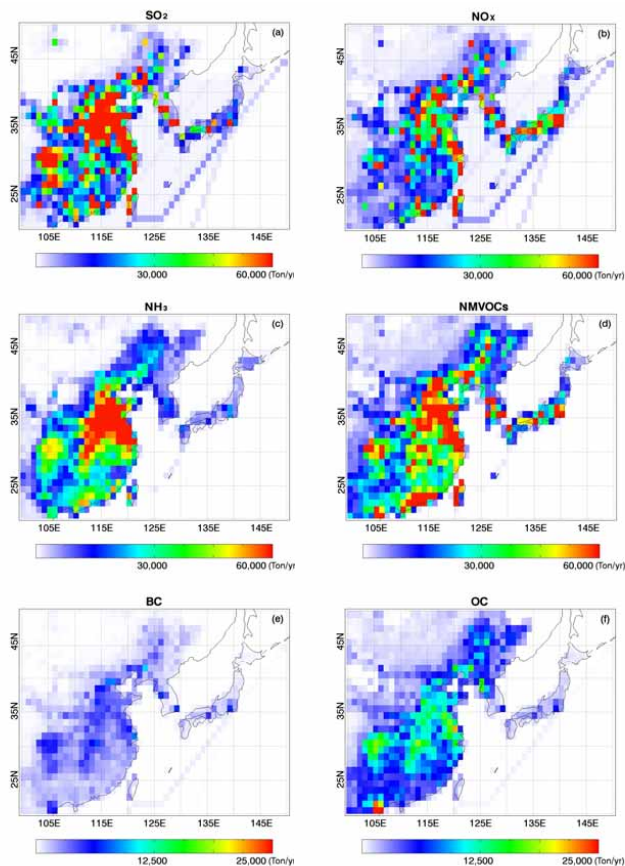 SO2
(a)
45N
35N
25N
105E 115E 125E 135E 145E
30,000 60,000 (Ton/yr)
NOX
(b)
45N
35N
25N
105E 115E 125E 135E 145E
30,000 60,000 (Ton/yr)
NH3
(c)
45N
35N
25N
105E 115E 125E 135E 145E
30,000 60,000 (Ton/yr)
NMVOCs
(d)
45N
35N
25N
105E 115E 125E 135E 145E
30,000 60,000 (Ton/yr)
BC
(e)
45N
35N
25N
105E 115E 125E 135E 145E
12,500 25,000 (Ton/yr)
OC
(f)
45N
35N
25N
105E 115E 125E 135E 145E
12,500 25,000 (Ton/yr)